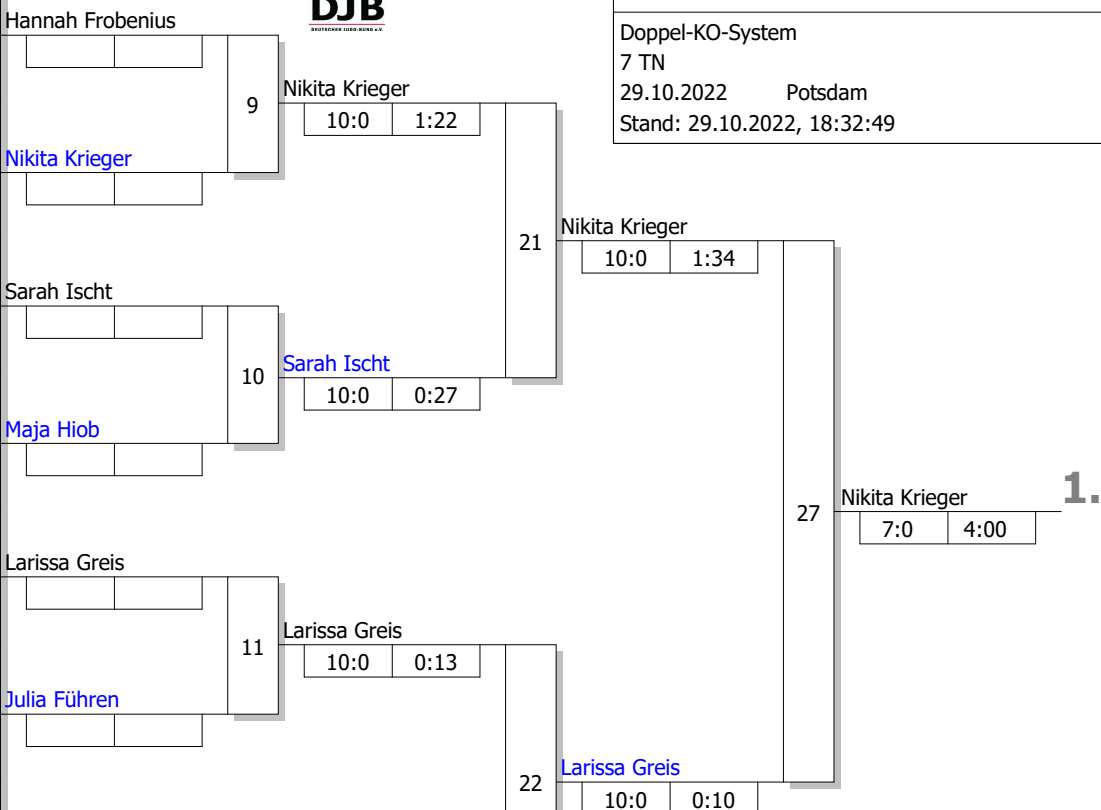 DJB
DEUTSCHER JUDO-BUND e.V.
Doppel-KO-System
7 TN
29.10.2022 Potsdam
Stand: 29.10.2022, 18:32:49
Hannah Frobenius
9
Nikita Krieger
10:0 1:22
Nikita Krieger
21
Nikita Krieger
10:0 1:34
Sarah Ischt
10
Sarah Ischt
10:0 0:27
Maja Hiob
27
Nikita Krieger
1.
7:0 4:00
Larissa Greis
11
Larissa Greis
10:0 0:13
Julia Führen
22
Larissa Greis
10:0 0:10